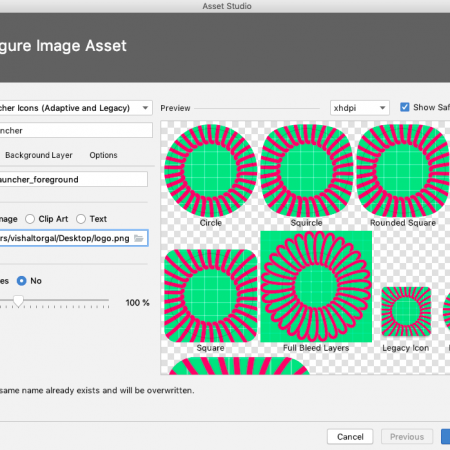 Asset Studio
gure Image Asset
cher Icons (Adaptive and Legacy)
Preview
xhdpi
Show Saf
ncher
Background Layer
Options
auncher_foreground
mage
Clip Art
Text
rs/vishaltorgal/Desktop/logo.png
es
No
100 %
Circle
Squircle
Rounded Square
Square
Full Bleed Layers
Legacy Icon
same name already exists and will be overwritten.
Cancel
Previous